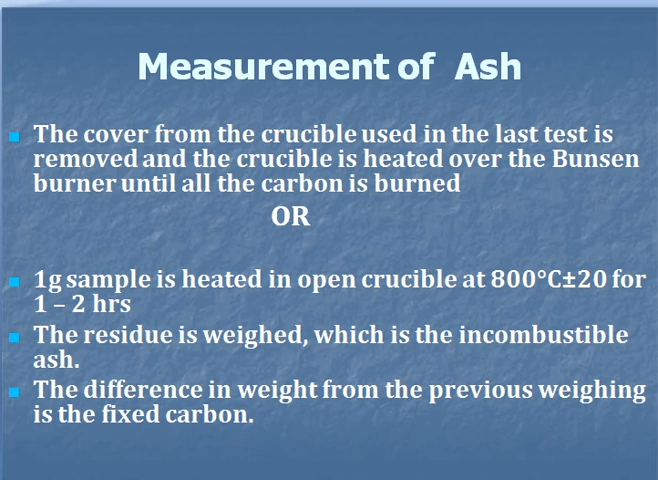 Measurement of Ash
The cover from the crucible used in the last test is
removed and the crucible is heated over the Bunsen
burner until all the carbon is burned
OR
1g sample is heated in open crucible at 800°C±20 for
1 – 2 hrs
The residue is weighed, which is the incombustible
ash.
The difference in weight from the previous weighing
is the fixed carbon.